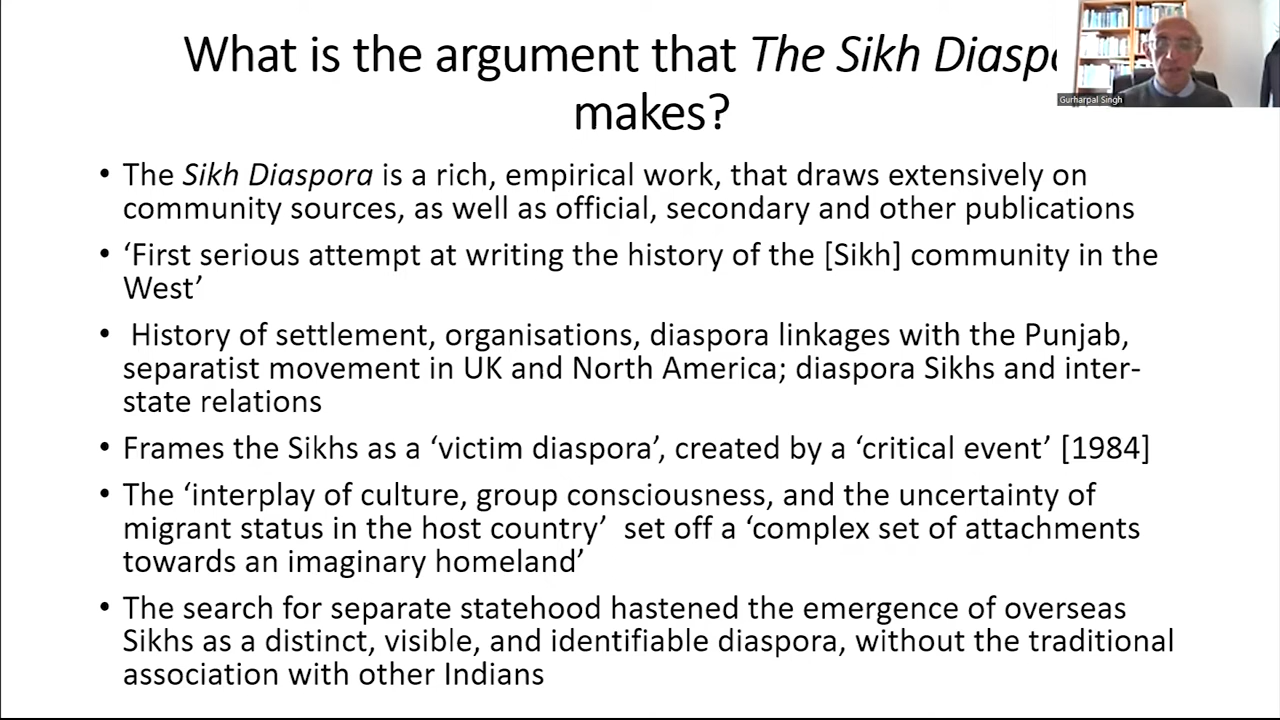 What is the argument that The Sikh Diaspo
makes?
Gurharpal Singh
• The Sikh Diaspora is a rich, empirical work, that draws extensively on
community sources, as well as official, secondary and other publications
• ‘First serious attempt at writing the history of the [Sikh] community in the
West’
• History of settlement, organisations, diaspora linkages with the Punjab,
separatist movement in UK and North America; diaspora Sikhs and inter-
state relations
• Frames the Sikhs as a ‘victim diaspora’, created by a ‘critical event’ [1984]
• The ‘interplay of culture, group consciousness, and the uncertainty of
migrant status in the host country’ set off a ‘complex set of attachments
towards an imaginary homeland’
• The search for separate statehood hastened the emergence of overseas
Sikhs as a distinct, visible, and identifiable diaspora, without the traditional
association with other Indians